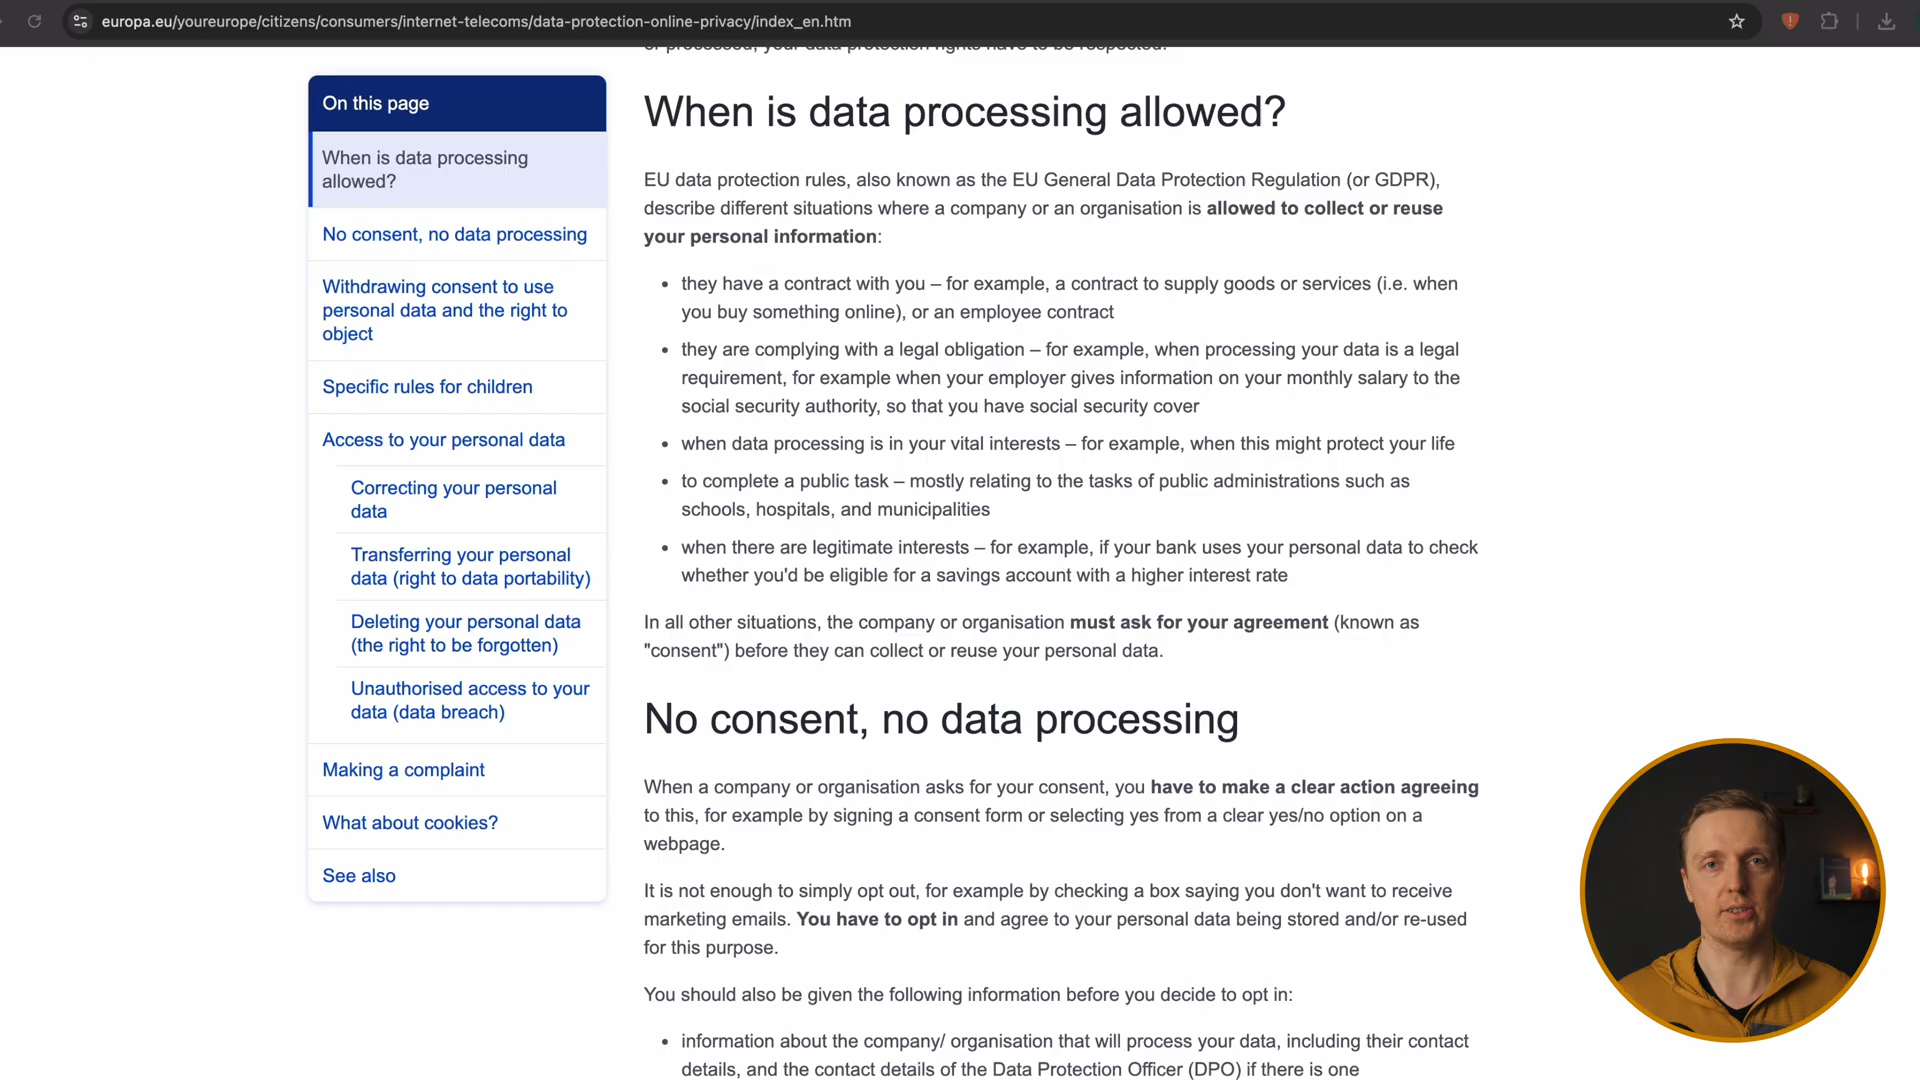 europa.eu/youreurope/citizens/consumers/internet-telecoms/data-protection-online-privacy/index_en.htm
or processed, your data protection rights have to be respected.
On this page
When is data processing
allowed?
No consent, no data processing
Withdrawing consent to use
personal data and the right to
object
Specific rules for children
Access to your personal data
Correcting your personal
data
Transferring your personal
data (right to data portability)
Deleting your personal data
(the right to be forgotten)
Unauthorised access to your
data (data breach)
Making a complaint
What about cookies?
See also
When is data processing allowed?
EU data protection rules, also known as the EU General Data Protection Regulation (or GDPR),
describe different situations where a company or an organisation is allowed to collect or reuse
your personal information:
• they have a contract with you – for example, a contract to supply goods or services (i.e. when
you buy something online), or an employee contract
• they are complying with a legal obligation – for example, when processing your data is a legal
requirement, for example when your employer gives information on your monthly salary to the
social security authority, so that you have social security cover
• when data processing is in your vital interests – for example, when this might protect your life
• to complete a public task – mostly relating to the tasks of public administrations such as
schools, hospitals, and municipalities
• when there are legitimate interests – for example, if your bank uses your personal data to check
whether you'd be eligible for a savings account with a higher interest rate
In all other situations, the company or organisation must ask for your agreement (known as
"consent") before they can collect or reuse your personal data.
No consent, no data processing
When a company or organisation asks for your consent, you have to make a clear action agreeing
to this, for example by signing a consent form or selecting yes from a clear yes/no option on a
webpage.
It is not enough to simply opt out, for example by checking a box saying you don't want to receive
marketing emails. You have to opt in and agree to your personal data being stored and/or re-used
for this purpose.
You should also be given the following information before you decide to opt in:
• information about the company/ organisation that will process your data, including their contact
details, and the contact details of the Data Protection Officer (DPO) if there is one